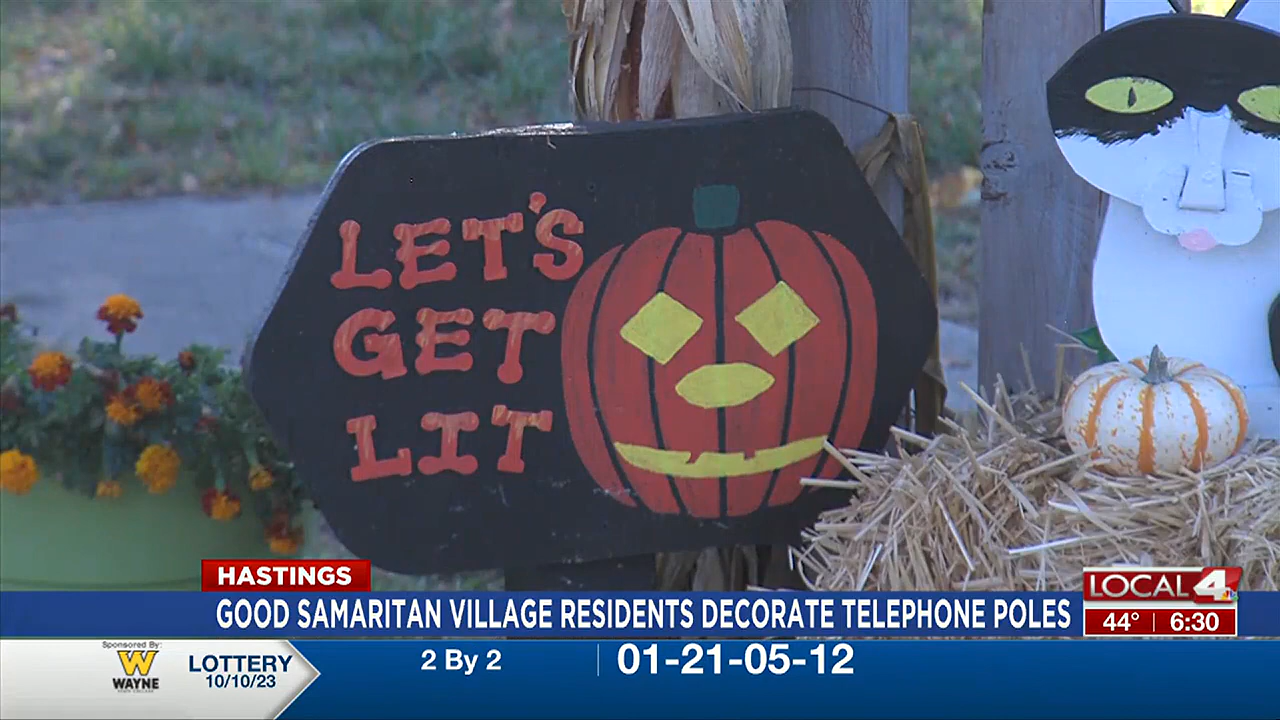 LET'S
GET
LIT
HASTINGS
GOOD SAMARITAN VILLAGE RESIDENTS DECORATE TELEPHONE POLES
LOCAL 4
44° | 6:30
Sponsored By:
W
WAYNE
LOTTERY
10/10/23
2 By 2
01-21-05-12